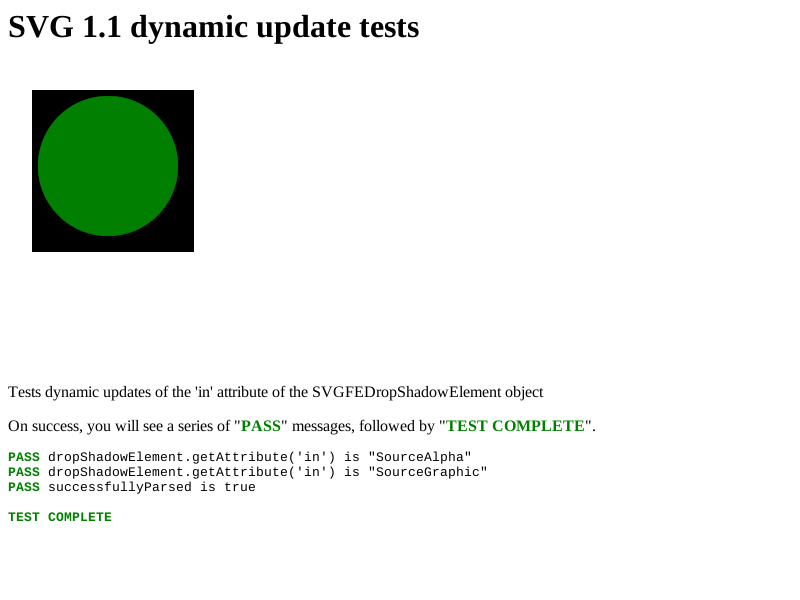 SVG 1.1 dynamic update tests
Tests dynamic updates of the 'in' attribute of the SVGFEDropShadowElement object
On success, you will see a series of "PASS" messages, followed by "TEST COMPLETE".
PASS dropShadowElement.getAttribute('in') is "SourceAlpha"
PASS dropShadowElement.getAttribute('in') is "SourceGraphic"
PASS successfullyParsed is true
TEST COMPLETE